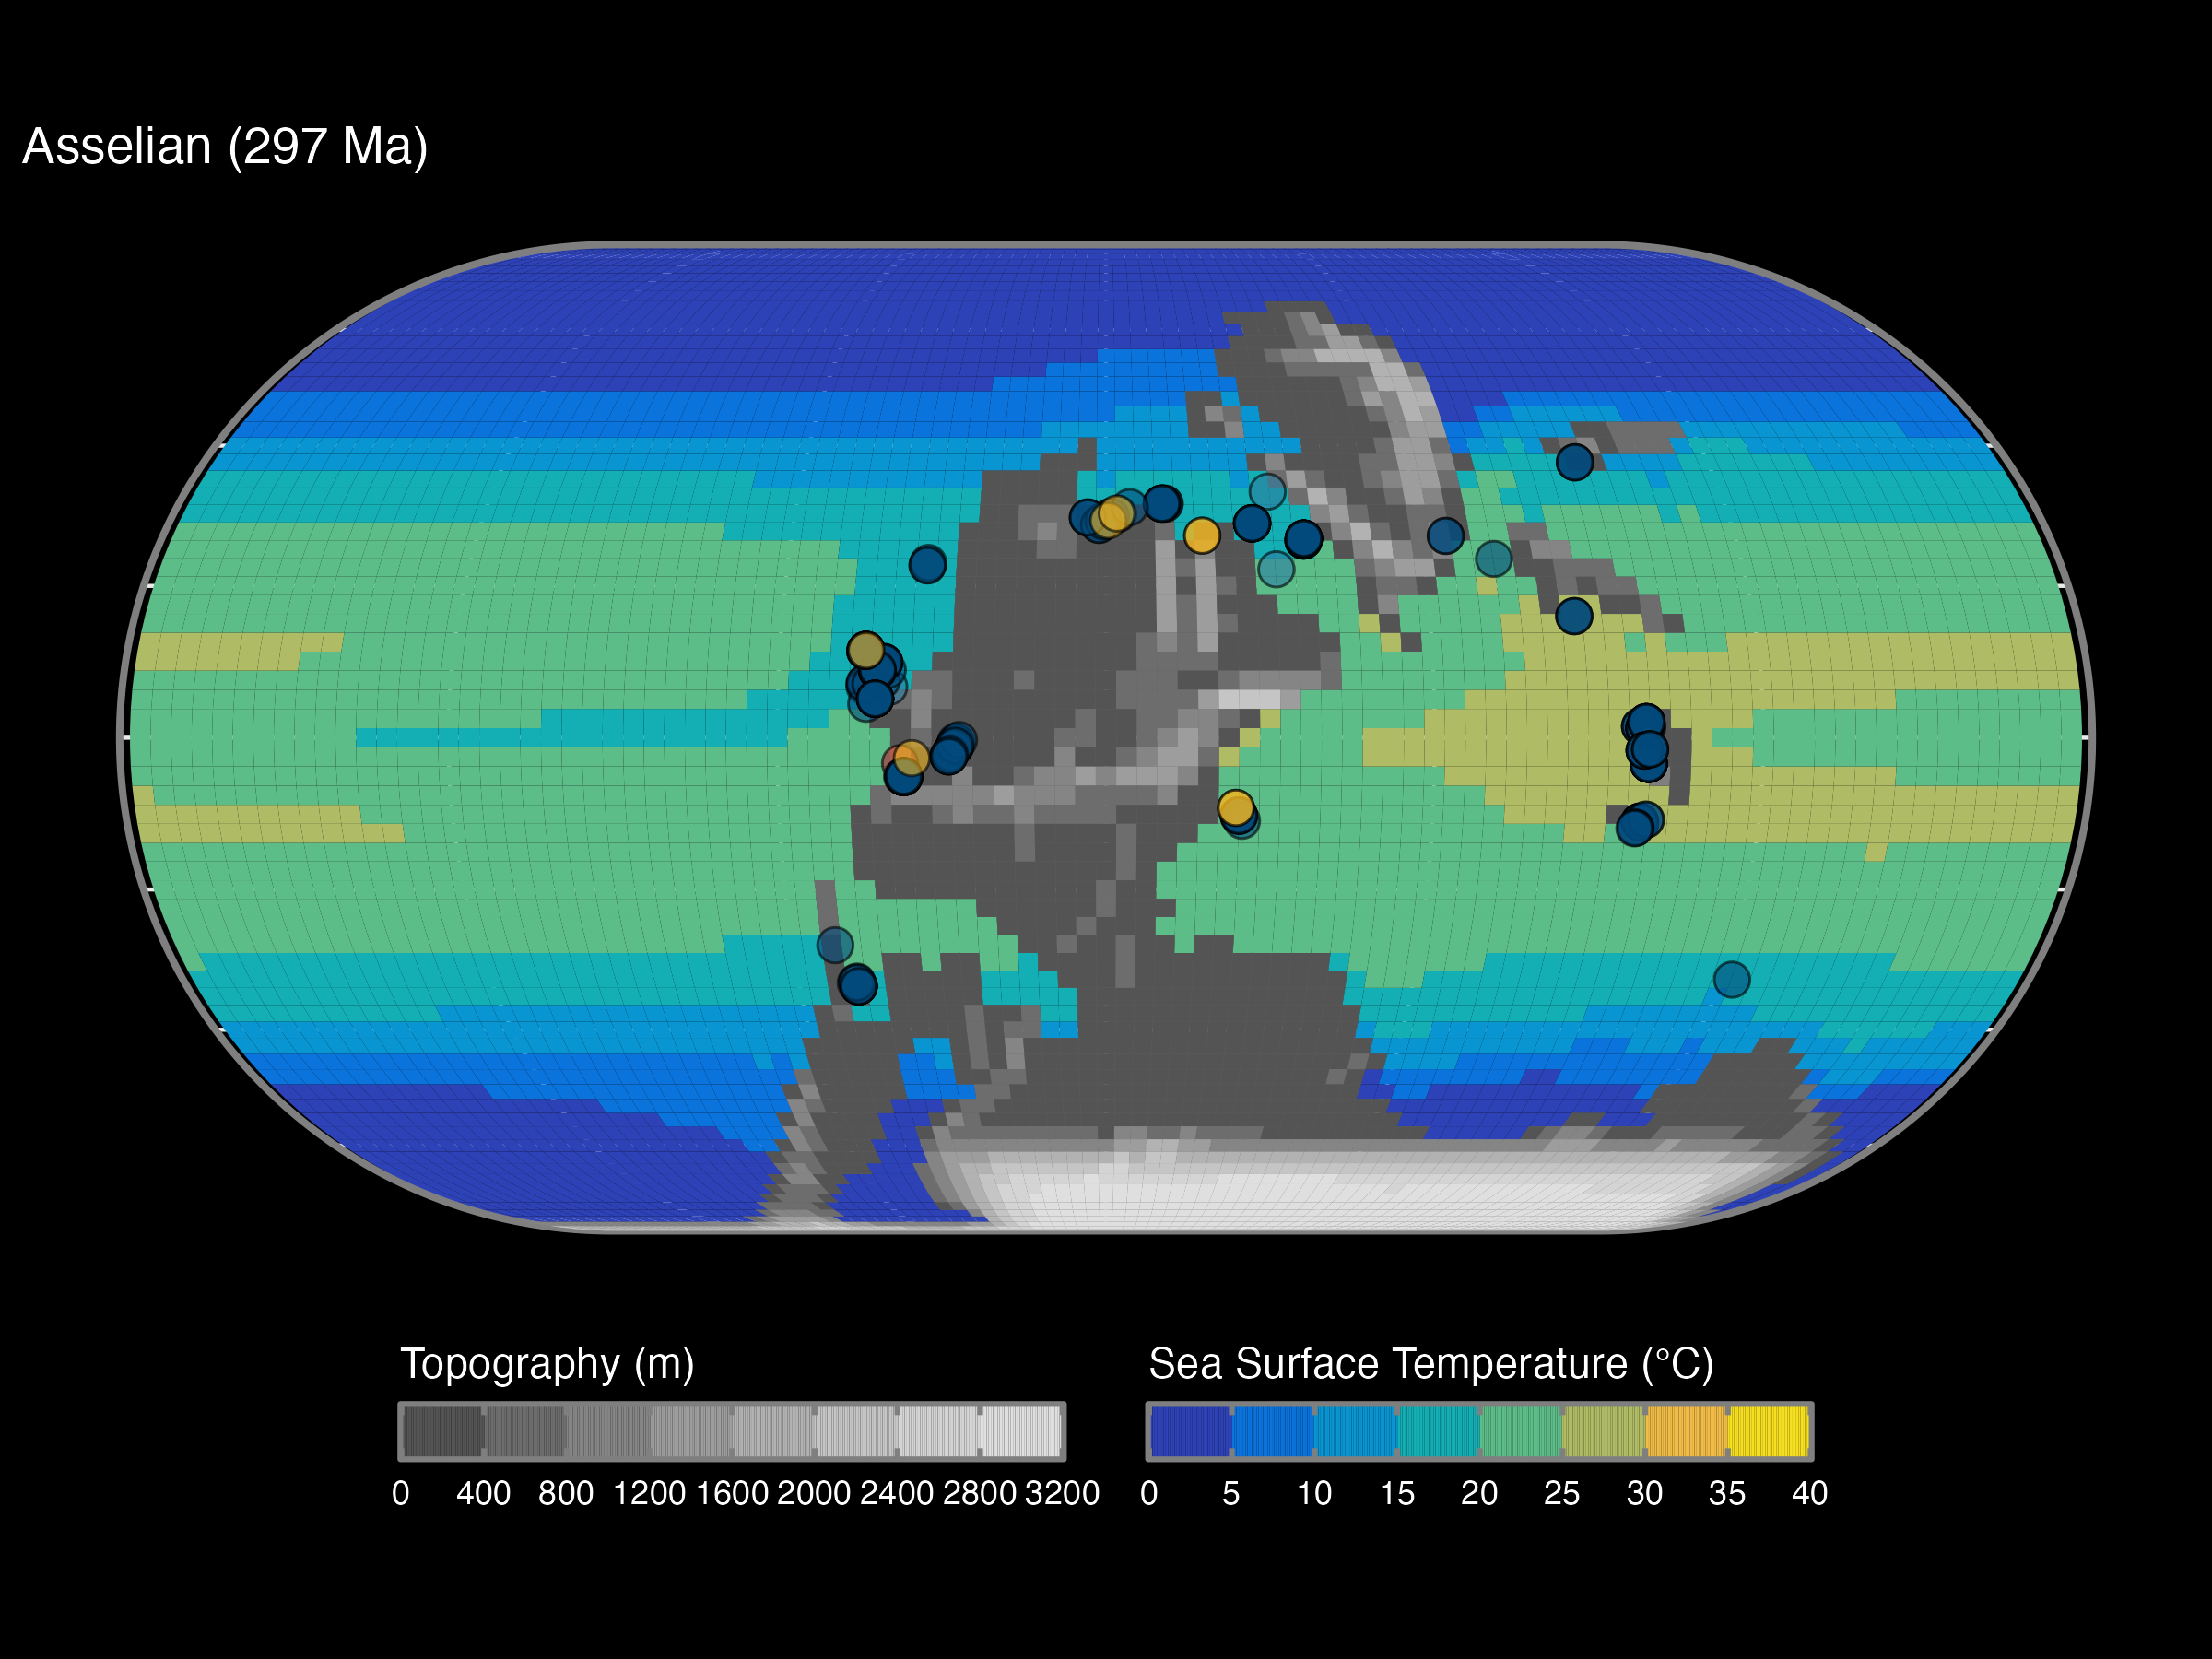 Asselian (297 Ma)
Topography (m)
0 400 800 1200 1600 2000 2400 2800 3200
Sea Surface Temperature (°C)
0 5 10 15 20 25 30 35 40